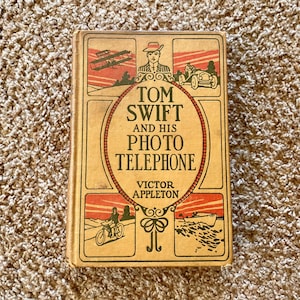 TOM
SWIFT
AND HIS
PHOTO
TELEPHONE
VICTOR
APPLETON